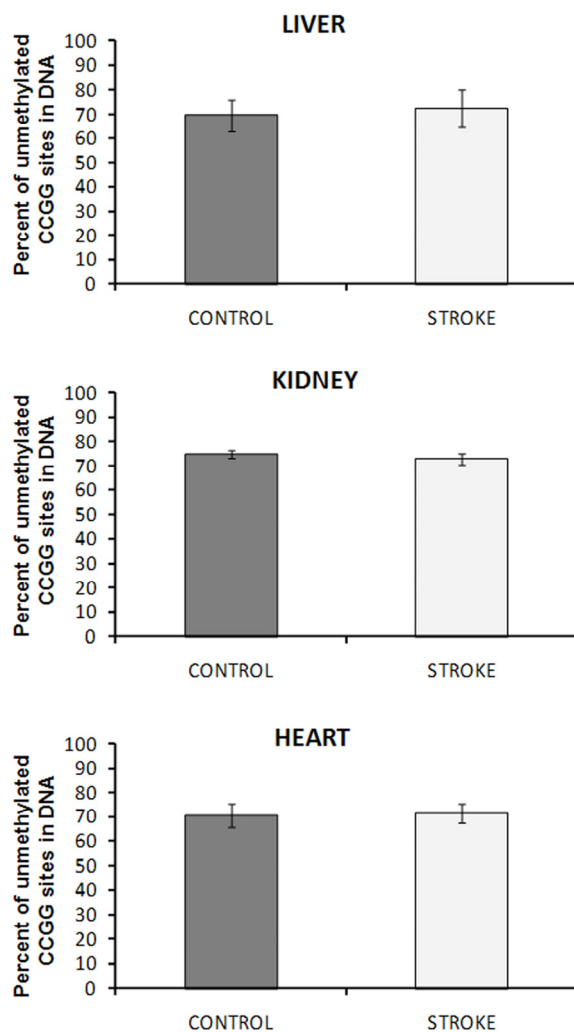 LIVER
Percent of unmethylated
CCGG sites in DNA
100
90
80
70
60
50
40
30
20
10
0
CONTROL STROKE
KIDNEY
Percent of unmethylated
CCGG sites in DNA
100
90
80
70
60
50
40
30
20
10
0
CONTROL STROKE
HEART
Percent of unmethylated
CCGG sites in DNA
100
90
80
70
60
50
40
30
20
10
0
CONTROL STROKE